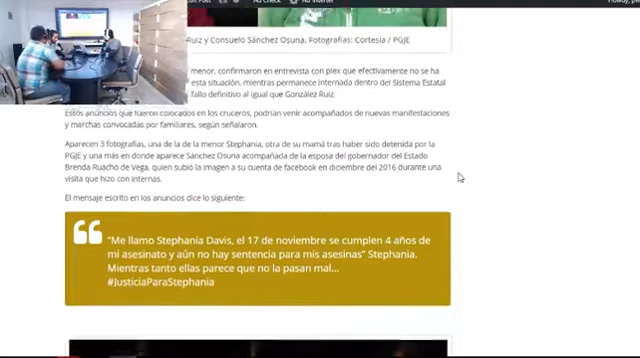 Ruiz y Consuelo Sánchez Osuna. Fotografías: Cortesía / PGJE
menor, confirmaron en entrevista con plex que efectivamente no se ha
esta situación, mientras permanece internada dentro del Sistema Estatal
fallo definitivo al igual que González Ruiz.
Estos anuncios que fueron colocados en los cruceros, podrían venir acompañados de nuevas manifestaciones
y marchas convocadas por familiares, según señalaron.
Aparecen 3 fotografías, una de la de menor Stephania, otra de su mamá tras haber sido detenida por la
PGJE y una más en donde aparece Sánchez Osuna acompañada de la esposa del gobernador del Estado
Brenda Ruacho de Vega, quien subió la imagen a su cuenta de facebook en diciembre del 2016 durante una
visita que hizo con internas.
El mensaje escrito en los anuncios dice lo siguiente:
"Me llamo Stephania Davis, el 17 de noviembre se cumplen 4 años de
mi asesinato y aún no hay sentencia para mis asesinas" Stephania.
Mientras tanto ellas parece que no la pasan mal...
#JusticiaParaStephania